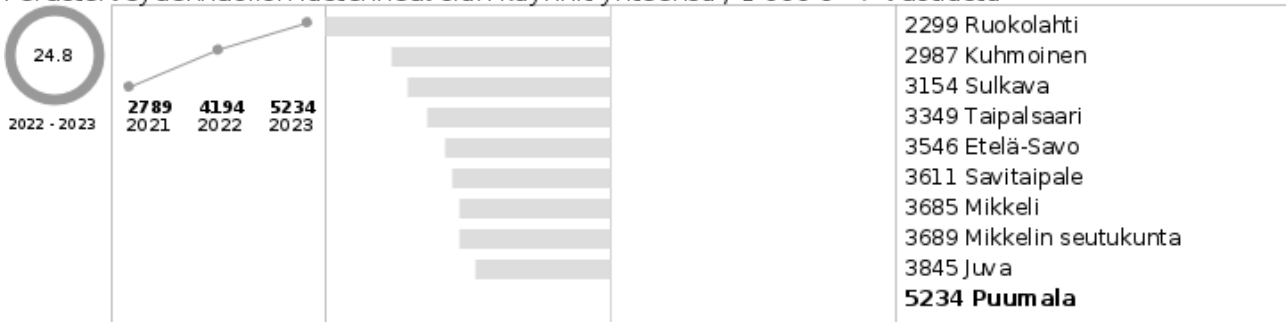 24.8
2022 - 2023
2789 4194 5234
2021 2022 2023
2299 Ruokolahti
2987 Kuhmoinen
3154 Sulkava
3349 Taipalsaari
3546 Etelä-Savo
3611 Savitaipale
3685 Mikkeli
3689 Mikkelin seutukunta
3845 Juva
5234 Puumala